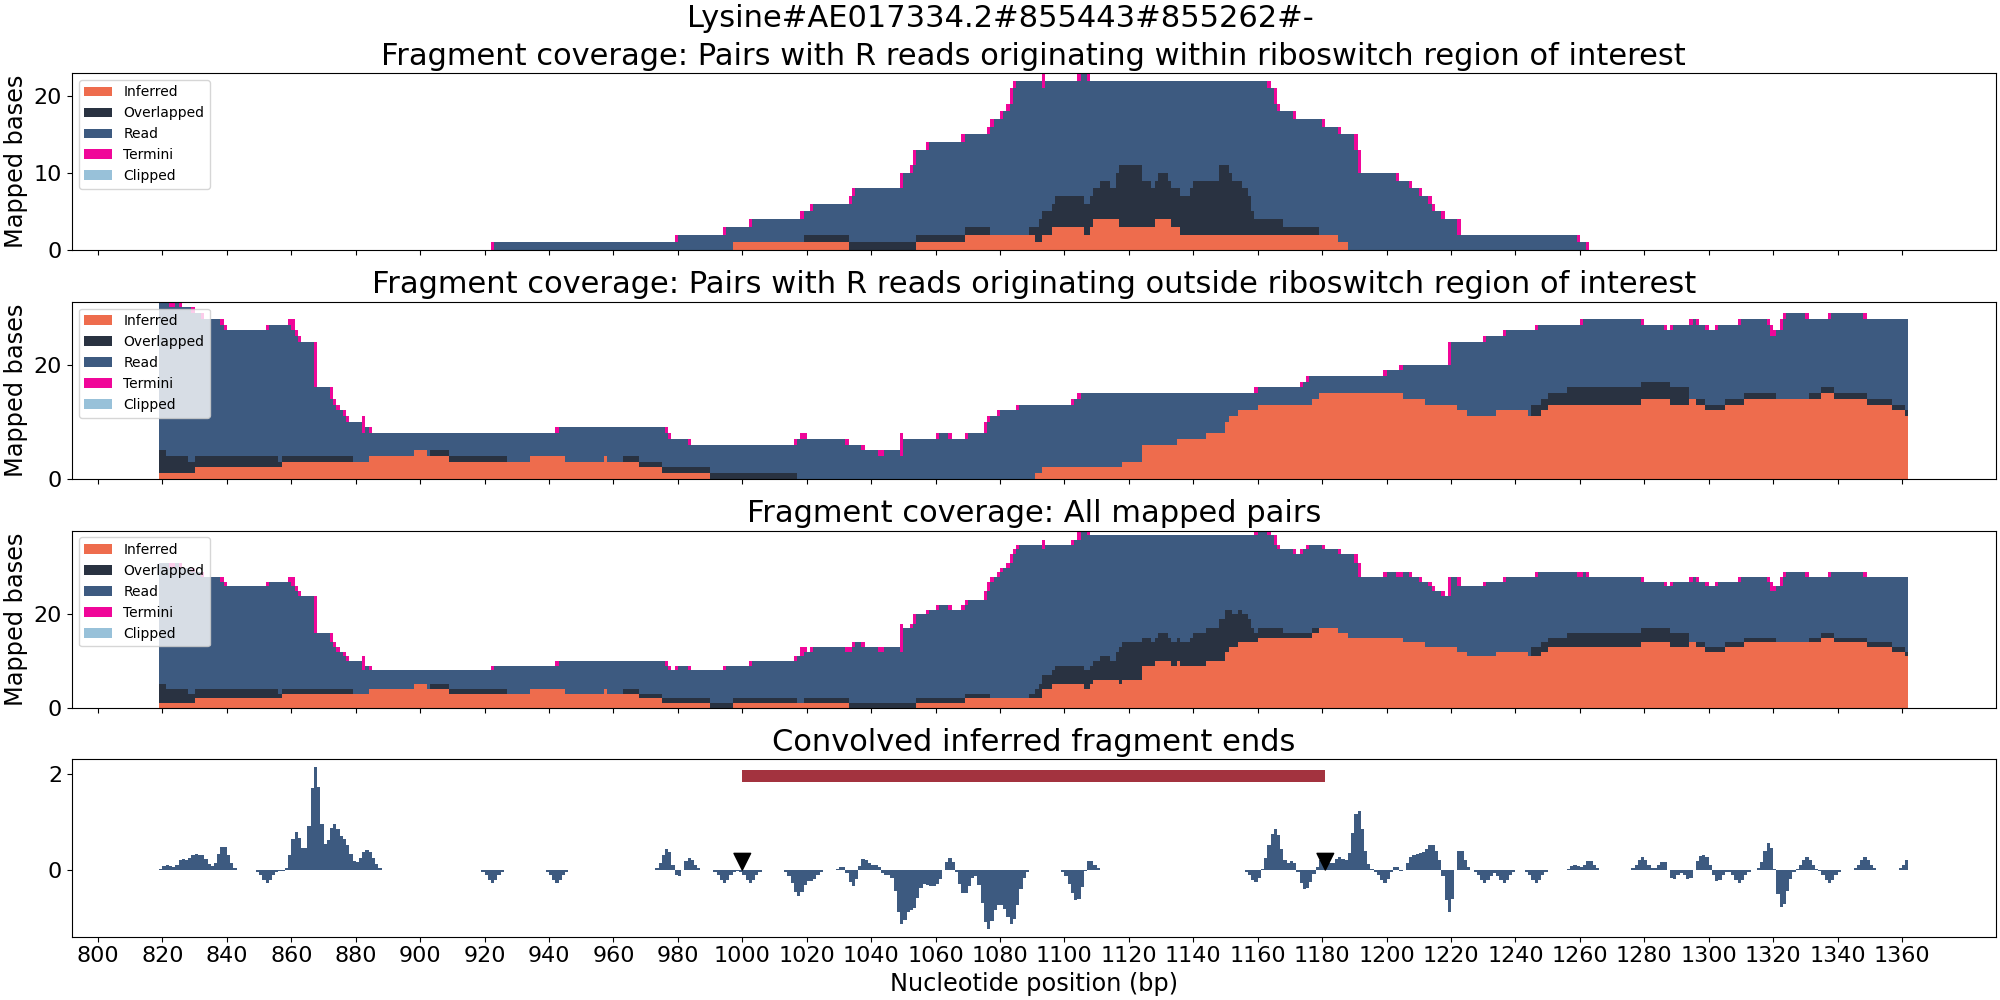 Lysine#AE017334.2#855443#855262#-
Fragment coverage: Pairs with R reads originating within riboswitch region of interest
Mapped bases
20
10
0
Inferred
Overlapped
Read
Termini
Clipped
Fragment coverage: Pairs with R reads originating outside riboswitch region of interest
Mapped bases
20
0
Inferred
Overlapped
Read
Termini
Clipped
Fragment coverage: All mapped pairs
Mapped bases
20
0
Inferred
Overlapped
Read
Termini
Clipped
Convolved inferred fragment ends
2
0
800 820 840 860 880 900 920 940 960 980 1000 1020 1040 1060 1080 1100 1120 1140 1160 1180 1200 1220 1240 1260 1280 1300 1320 1340 1360
Nucleotide position (bp)